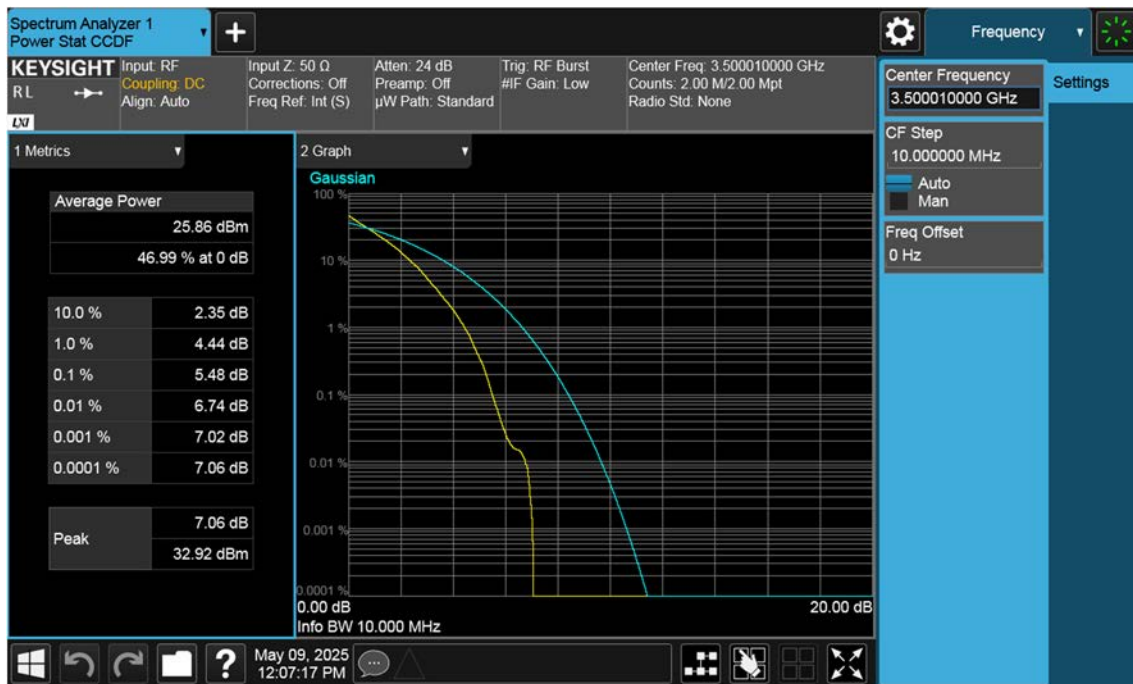 Spectrum Analyzer 1
Power Stat CCDF
Frequency
KEYSIGHT
RL
LXI
Input: RF
Coupling: DC
Align: Auto
Input Z: 50 Ω
Corrections: Off
Freq Ref: Int (S)
Atten: 24 dB
Preamp: Off
µW Path: Standard
Trig: RF Burst
#IF Gain: Low
Center Freq: 3.500010000 GHz
Counts: 2.00 M/2.00 Mpt
Radio Std: None
Center Frequency
3.500010000 GHz
Settings
CF Step
10.000000 MHz
Auto
Man
Freq Offset
0 Hz
1 Metrics
Average Power
25.86 dBm
46.99 % at 0 dB
10.0 % 2.35 dB
1.0 % 4.44 dB
0.1 % 5.48 dB
0.01 % 6.74 dB
0.001 % 7.02 dB
0.0001 % 7.06 dB
Peak
7.06 dB
32.92 dBm
2 Graph
Gaussian
100 %
10 %
1 %
0.1 %
0.01 %
0.001 %
0.0001 %
0.00 dB 20.00 dB
Info BW 10.000 MHz
?
May 09, 2025
12:07:17 PM